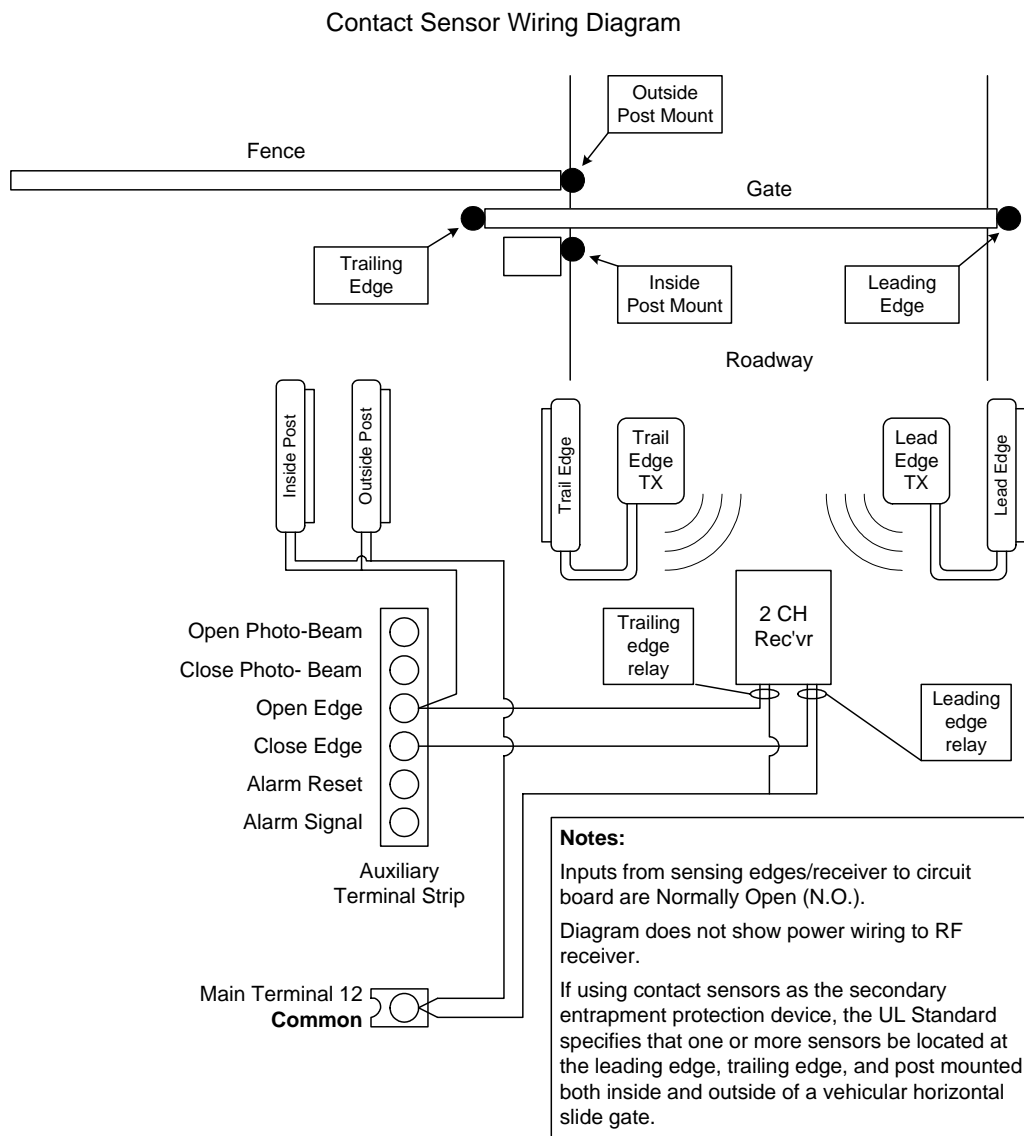 Contact Sensor Wiring Diagram
Outside
Post Mount
Fence
Gate
Trailing
Edge
Inside
Post Mount
Leading
Edge
Roadway
Inside Post
Outside Post
Trail Edge
Trail
Edge
TX
Lead
Edge
TX
Lead Edge
2 CH
Rec'vr
Trailing
edge
relay
Leading
edge
relay
Open Photo-Beam
Close Photo- Beam
Open Edge
Close Edge
Alarm Reset
Alarm Signal
Auxiliary
Terminal Strip
Main Terminal 12
Common
Notes:
Inputs from sensing edges/receiver to circuit
board are Normally Open (N.O.).
Diagram does not show power wiring to RF
receiver.
If using contact sensors as the secondary
entrapment protection device, the UL Standard
specifies that one or more sensors be located at
the leading edge, trailing edge, and post mounted
both inside and outside of a vehicular horizontal
slide gate.